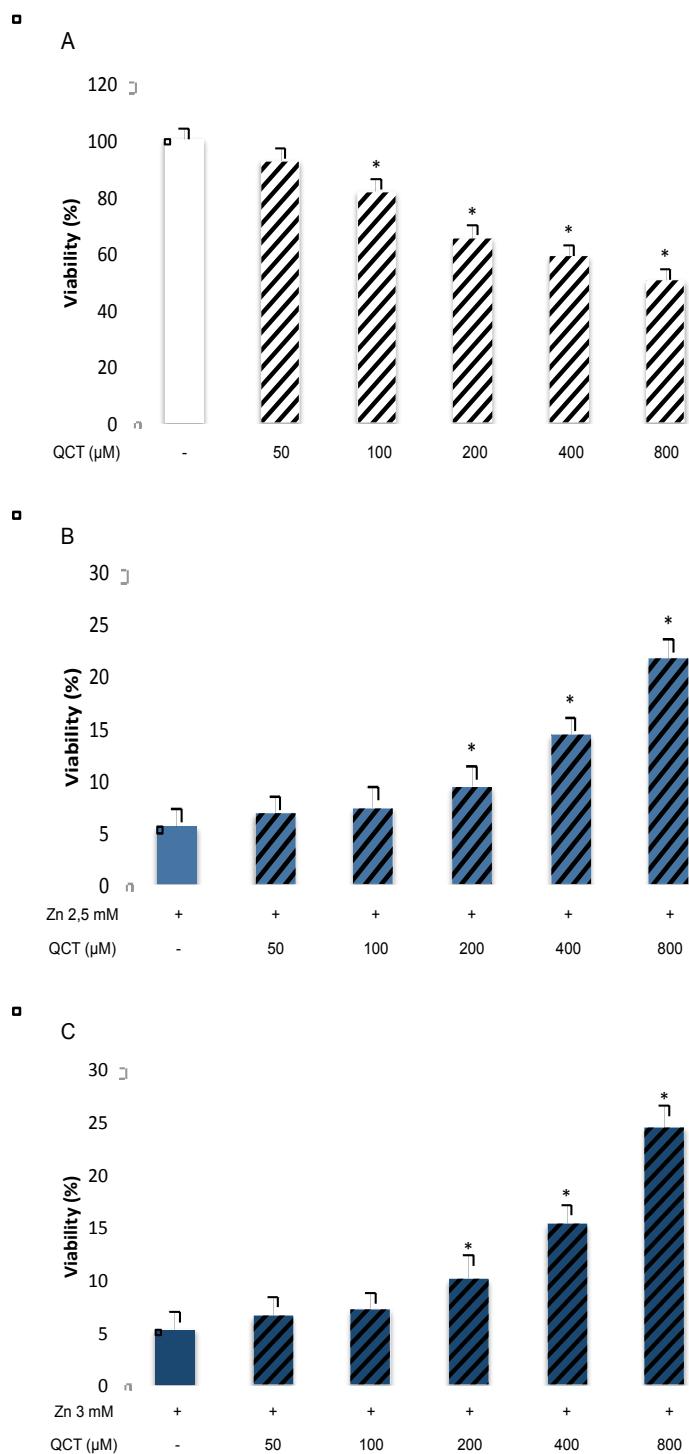 A
120
100
80
60
40
20
0
Viability (%)
* * * *
QCT (µM) - 50 100 200 400 800
B
30
25
20
15
10
5
0
Viability (%)
* * *
Zn 2,5 mM + + + + + +
QCT (µM) - 50 100 200 400 800
C
30
25
20
15
10
5
0
Viability (%)
* * *
Zn 3 mM + + + + + +
QCT (µM) - 50 100 200 400 800